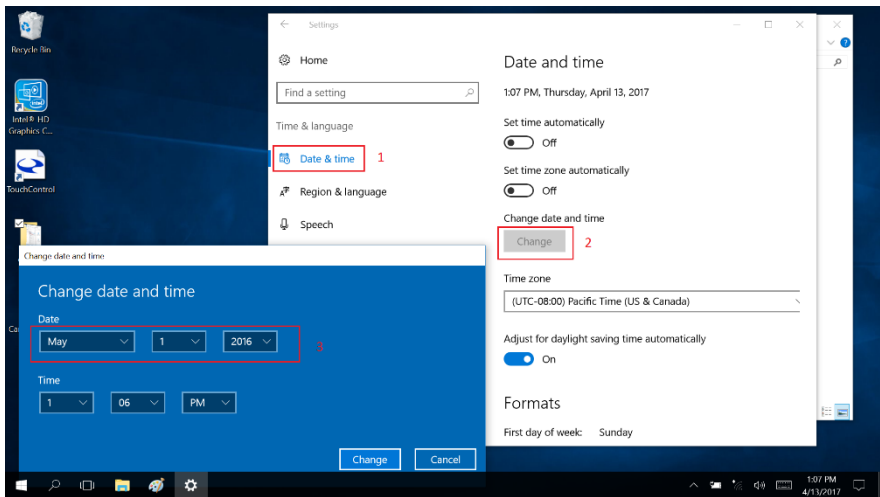 Recycle Bin
Intel® HD
Graphics C...
TouchControl
Ca
Settings
Home
Find a setting
Time & language
Date & time
1
Region & language
Speech
Date and time
1:07 PM, Thursday, April 13, 2017
Set time automatically
Off
Set time zone automatically
Off
Change date and time
Change
2
Time zone
(UTC-08:00) Pacific Time (US & Canada)
Adjust for daylight saving time automatically
On
Formats
First day of week: Sunday
Change date and time
Change date and time
Date
May 1 2016
3
Time
1 06 PM
Change Cancel
1:07 PM
4/13/2017